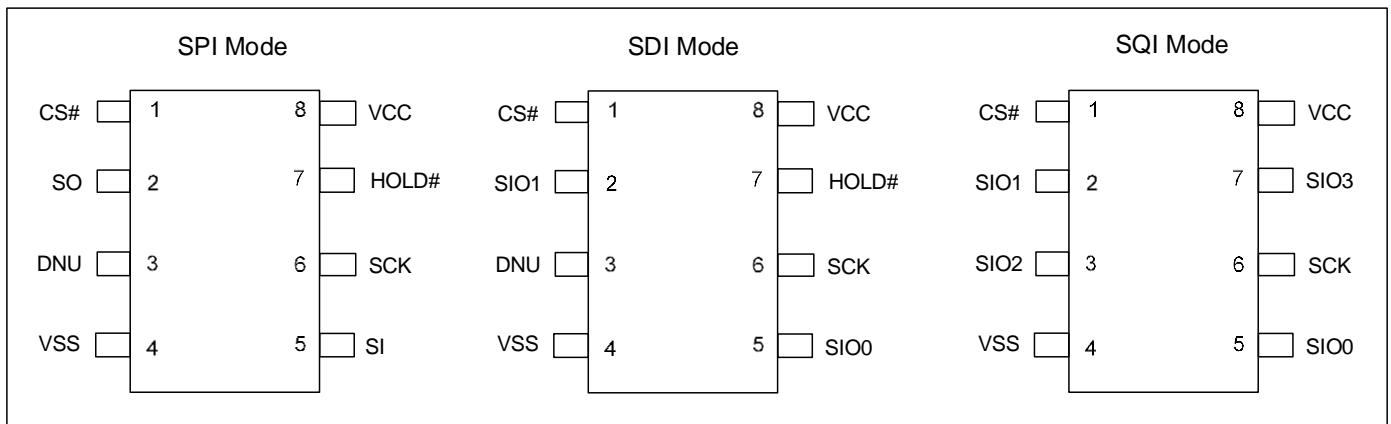 SPI Mode
CS# 1 8 VCC
SO 2 7 HOLD#
DNU 3 6 SCK
VSS 4 5 SI
SDI Mode
CS# 1 8 VCC
SIO1 2 7 HOLD#
DNU 3 6 SCK
VSS 4 5 SIO0
SQI Mode
CS# 1 8 VCC
SIO1 2 7 SIO3
SIO2 3 6 SCK
VSS 4 5 SIO0